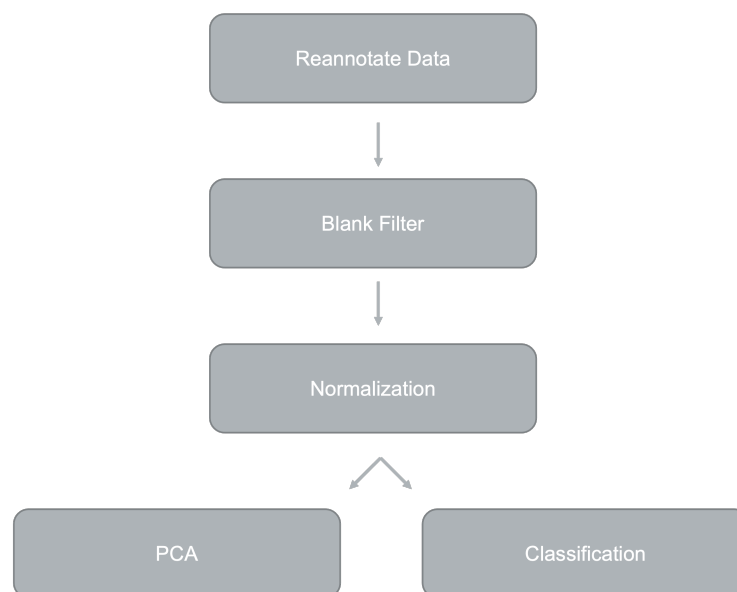 Reannotate Data
Blank Filter
Normalization
PCA
Classification